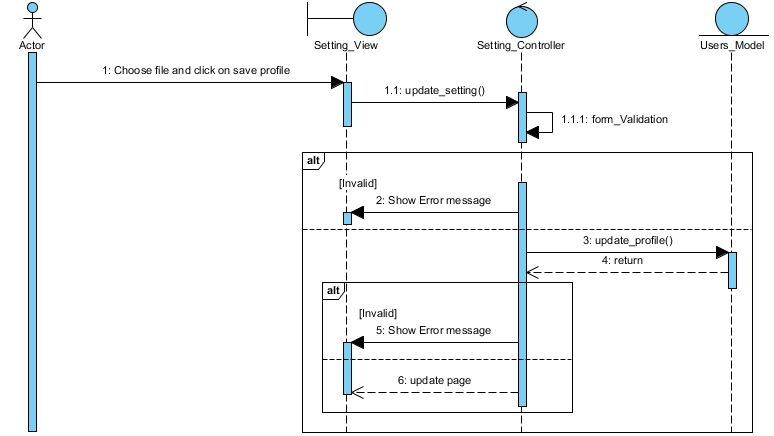 Actor
Setting_View
Setting_Controller
Users_Model
1: Choose file and click on save profile
1.1: update_setting()
1.1.1: form_Validation
alt
[Invalid]
2: Show Error message
3: update_profile()
4: return
alt
[Invalid]
5: Show Error message
6: update page